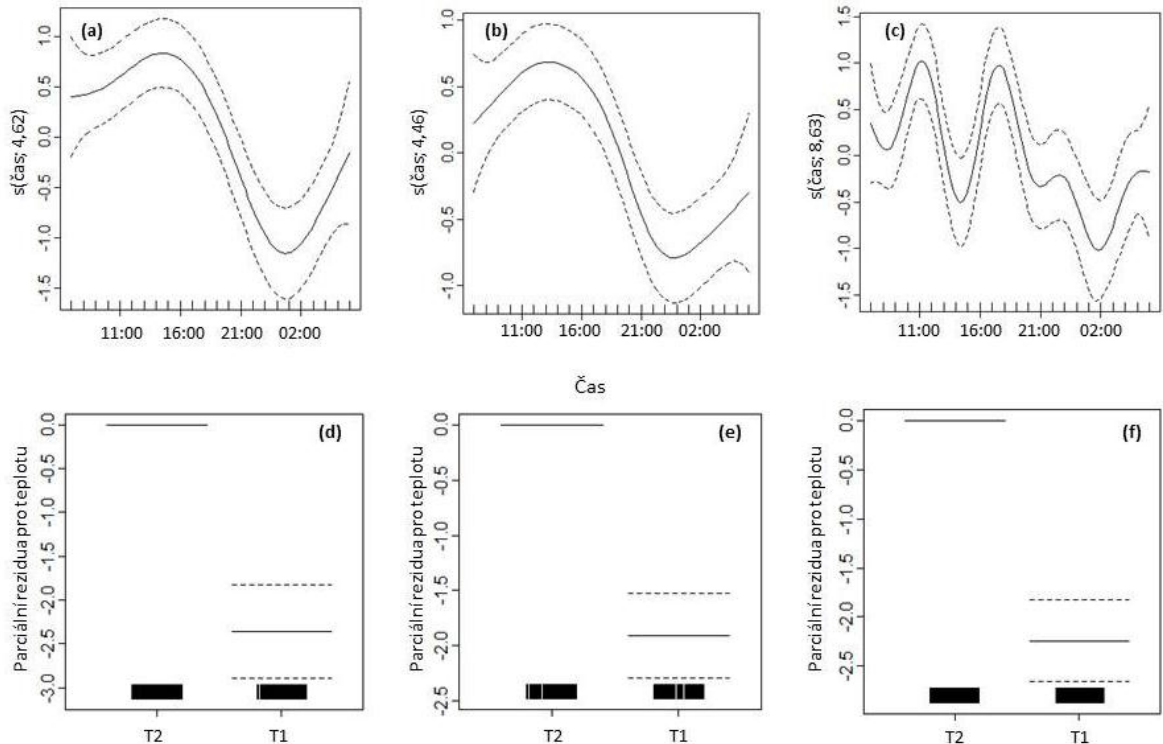 (a)
s(čas; 4,62)
1.0
0.5
0.0
-0.5
-1.0
-1.5
11:00 16:00 21:00 02:00
(b)
s(čas; 4,46)
1.0
0.5
0.0
-0.5
-1.0
11:00 16:00 21:00 02:00
(c)
s(čas; 8,63)
1.5
1.0
0.5
0.0
-0.5
-1.0
-1.5
11:00 16:00 21:00 02:00
Čas
(d)
Parciální rezidua pro teplotu
0.0
-0.5
-1.0
-1.5
-2.0
-2.5
-3.0
T2 T1
(e)
Parciální rezidua pro teplotu
0.0
-0.5
-1.0
-1.5
-2.0
-2.5
T2 T1
(f)
Parciální rezidua pro teplotu
0.0
-0.5
-1.0
-1.5
-2.0
-2.5
T2 T1